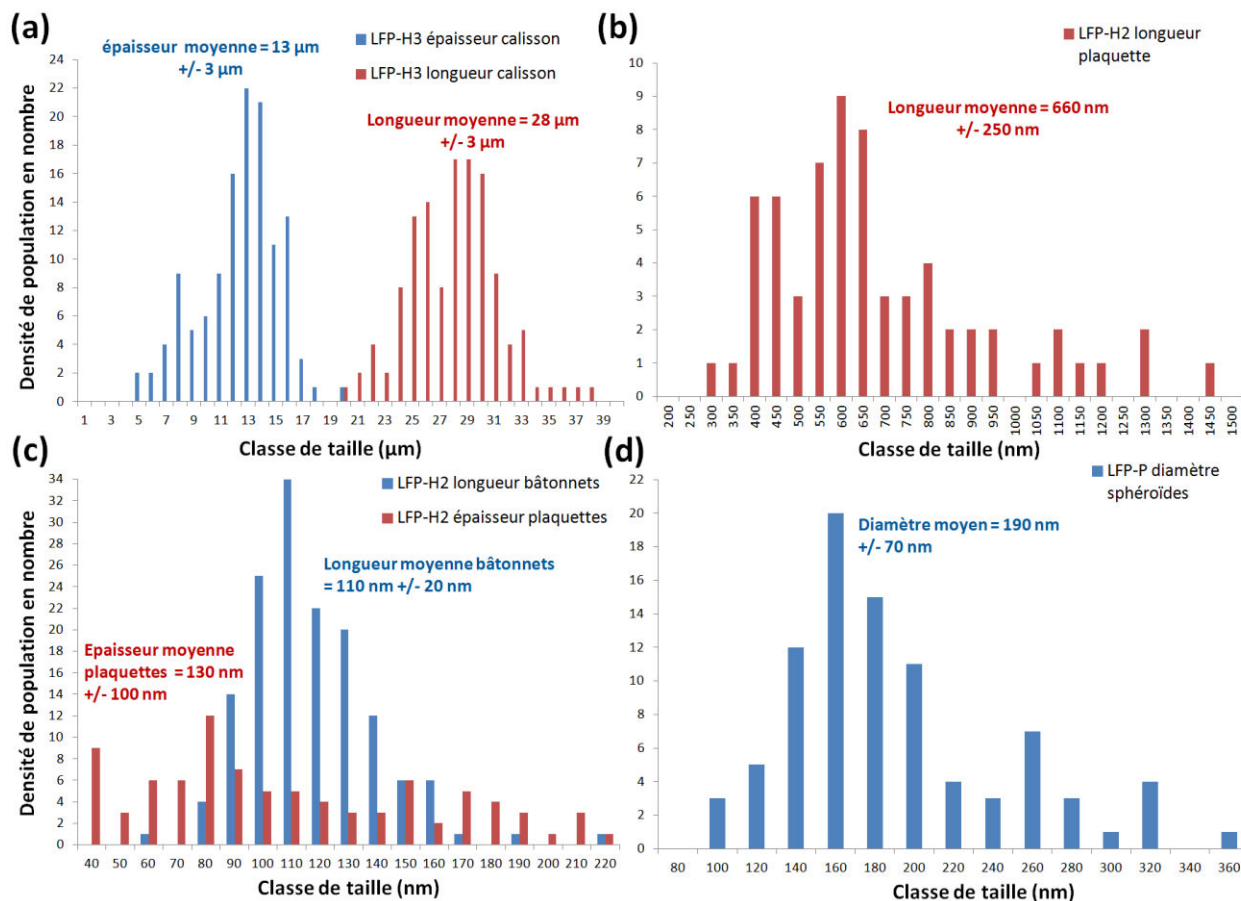 (a)
épaisseur moyenne = 13 µm
+/- 3 µm
LFP-H3 épaisseur calisson
LFP-H3 longueur calisson
Longueur moyenne = 28 µm
+/- 3 µm
Densité de population en nombre
24
22
20
18
16
14
12
10
8
6
4
2
0
1 3 5 7 9 11 13 15 17 19 21 23 25 27 29 31 33 35 37 39
Classe de taille (µm)
(b)
LFP-H2 longueur
plaquette
Longueur moyenne = 660 nm
+/- 250 nm
10
9
8
7
6
5
4
3
2
1
0
200 250 300 350 400 450 500 550 600 650 700 750 800 850 900 950 1000 1050 1100 1150 1200 1250 1300 1350 1400 1450 1500
Classe de taille (nm)
(c)
LFP-H2 longueur bâtonnets
LFP-H2 épaisseur plaquettes
Longueur moyenne bâtonnets
= 110 nm +/- 20 nm
Epaisseur moyenne
plaquettes = 130 nm
+/- 100 nm
Densité de population en nombre
34
32
30
28
26
24
22
20
18
16
14
12
10
8
6
4
2
0
40 50 60 70 80 90 100 110 120 130 140 150 160 170 180 190 200 210 220
Classe de taille (nm)
(d)
LFP-P diamètre
sphéroïdes
Diamètre moyen = 190 nm
+/- 70 nm
22
20
18
16
14
12
10
8
6
4
2
0
80 100 120 140 160 180 200 220 240 260 280 300 320 340 360
Classe de taille (nm)